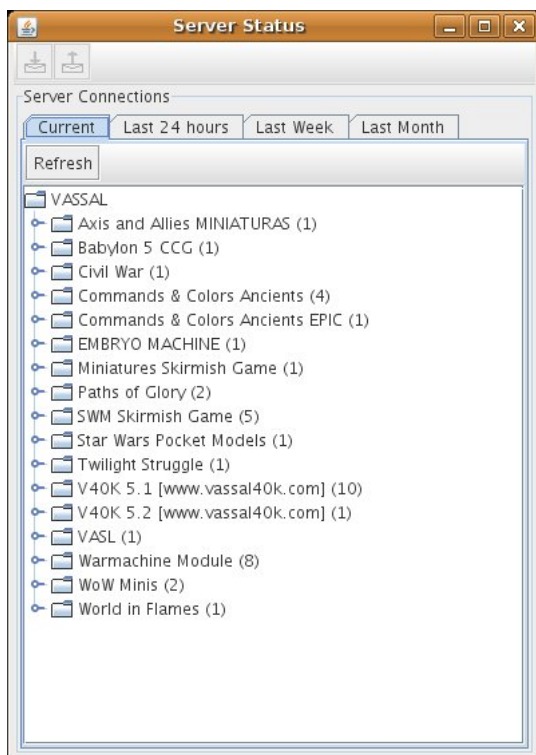 Server Status
Server Connections
Current Last 24 hours Last Week Last Month
Refresh
VASSAL
Axis and Allies MINIATURAS (1)
Babylon 5 CCG (1)
Civil War (1)
Commands & Colors Ancients (4)
Commands & Colors Ancients EPIC (1)
EMBRYO MACHINE (1)
Miniatures Skirmish Game (1)
Paths of Glory (2)
SWM Skirmish Game (5)
Star Wars Pocket Models (1)
Twilight Struggle (1)
V40K 5.1 [www.vassal40k.com] (10)
V40K 5.2 [www.vassal40k.com] (1)
VASL (1)
Warmachine Module (8)
WoW Minis (2)
World in Flames (1)